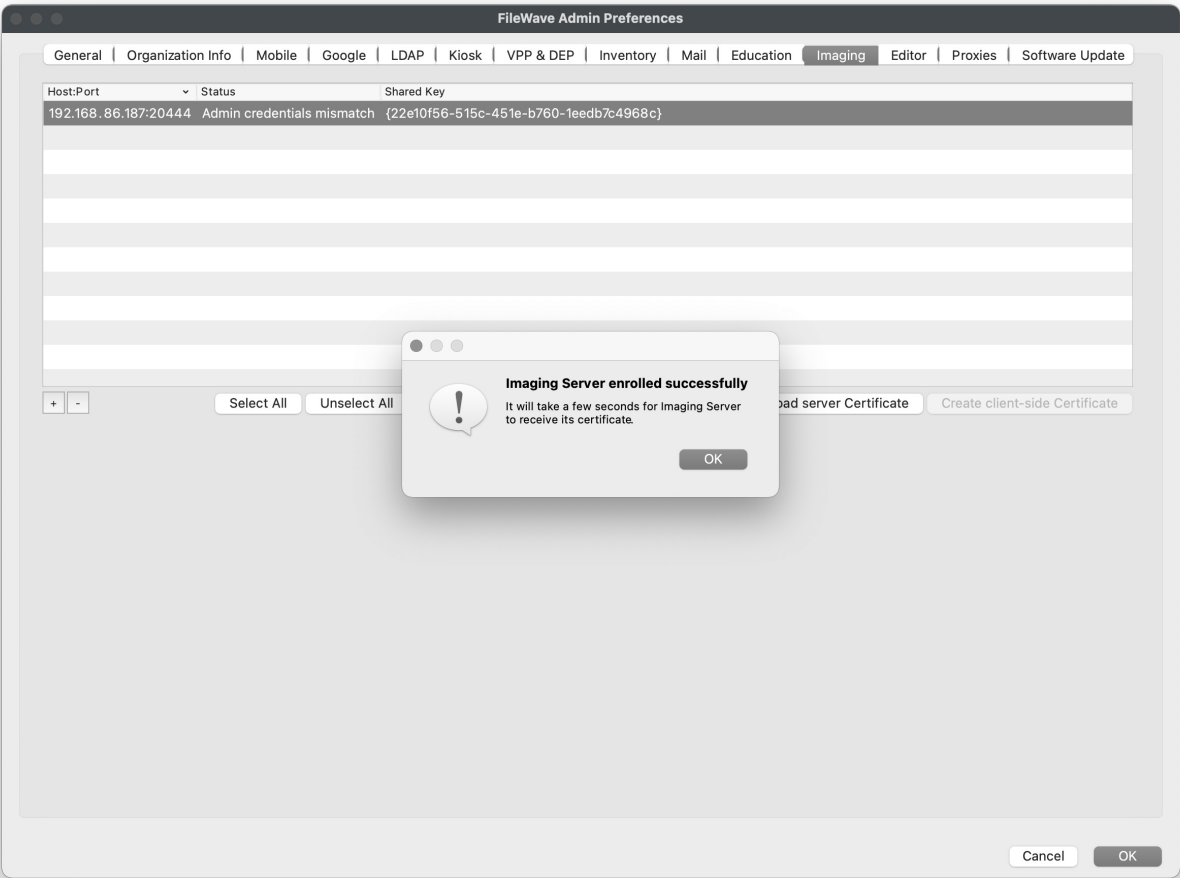 FileWave Admin Preferences
General Organization Info Mobile Google LDAP Kiosk VPP & DEP Inventory Mail Education Imaging Editor Proxies Software Update
Host:Port Status Shared Key
192.168.86.187:20444 Admin credentials mismatch {22e10f56-515c-451e-b760-1eedb7c4968c}
Imaging Server enrolled successfully
It will take a few seconds for Imaging Server
to receive its certificate.
OK
+ - Select All Unselect All server Certificate Create client-side Certificate
Cancel OK